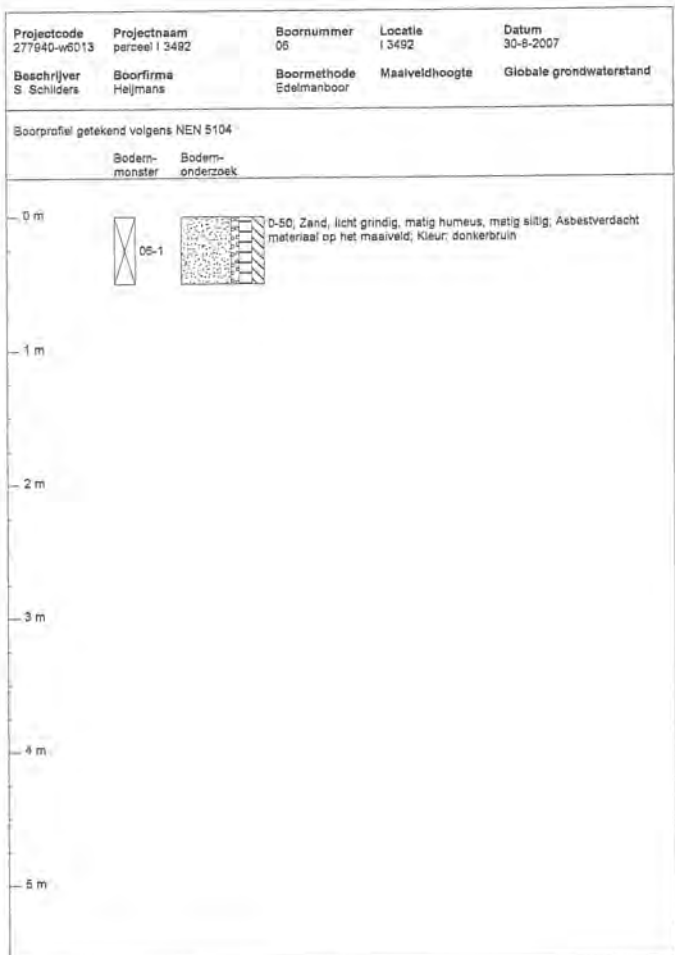 Projectcode Projectnaam Boornummer Locatie Datum
277940-w6013 perceel I 3492 06 I 3492 30-8-2007
Beschrijver Boorfirma Boormethode Maaiveldhoogte Globale grondwaterstand
S. Schilders Heijmans Edelmanboor
Boorprofiel getekend volgens NEN 5104
Bodem- Bodem-
monster onderzoek
0 m
0-50; Zand, licht grindig, matig humeus, matig siltig; Asbestverdacht
materiaal op het maaiveld; Kleur: donkerbruin
06-1
1 m
2 m
3 m
4 m
5 m